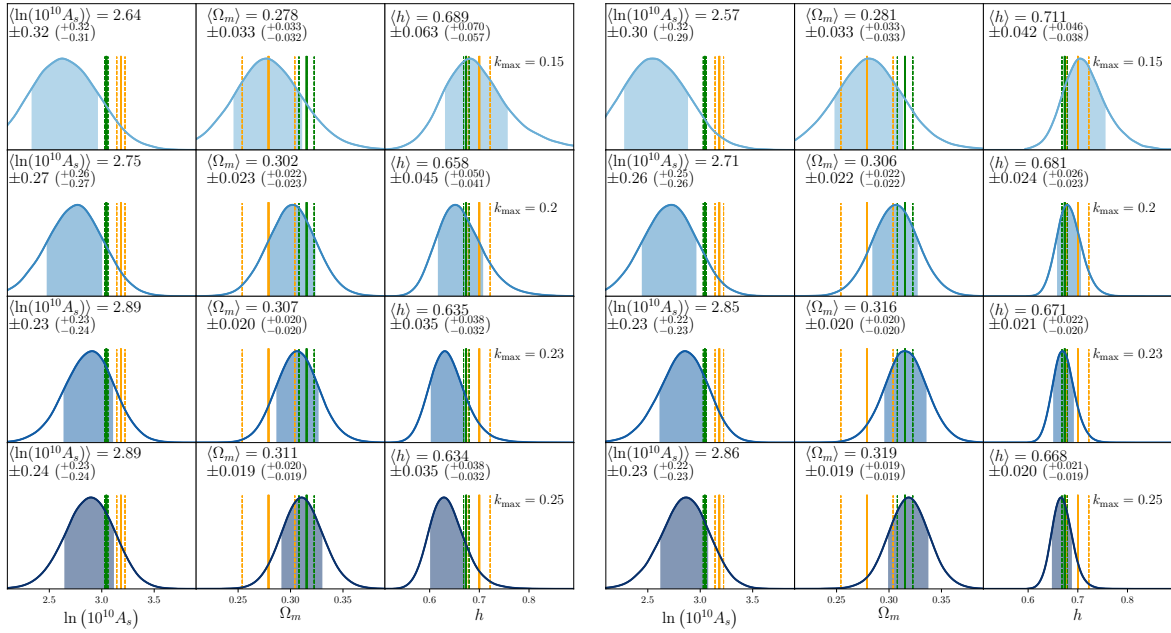 ⟨ln(10^10 A_s)⟩ = 2.64
±0.32 (+0.32 −0.31)
⟨Ω_m⟩ = 0.278
±0.033 (+0.033 −0.032)
⟨h⟩ = 0.689
±0.063 (+0.070 −0.057)
k_max = 0.15
⟨ln(10^10 A_s)⟩ = 2.75
±0.27 (+0.26 −0.27)
⟨Ω_m⟩ = 0.302
±0.023 (+0.022 −0.023)
⟨h⟩ = 0.658
±0.045 (+0.050 −0.041)
k_max = 0.2
⟨ln(10^10 A_s)⟩ = 2.89
±0.23 (+0.23 −0.24)
⟨Ω_m⟩ = 0.307
±0.020 (+0.020 −0.020)
⟨h⟩ = 0.635
±0.035 (+0.038 −0.032)
k_max = 0.23
⟨ln(10^10 A_s)⟩ = 2.89
±0.24 (+0.23 −0.24)
⟨Ω_m⟩ = 0.311
±0.019 (+0.020 −0.019)
⟨h⟩ = 0.634
±0.035 (+0.038 −0.032)
k_max = 0.25
2.5 3.0 3.5
0.25 0.30 0.35
0.6 0.7 0.8
ln (10^10 A_s)
Ω_m
h
⟨ln(10^10 A_s)⟩ = 2.57
±0.30 (+0.32 −0.29)
⟨Ω_m⟩ = 0.281
±0.033 (+0.033 −0.033)
⟨h⟩ = 0.711
±0.042 (+0.046 −0.038)
k_max = 0.15
⟨ln(10^10 A_s)⟩ = 2.71
±0.26 (+0.25 −0.26)
⟨Ω_m⟩ = 0.306
±0.022 (+0.022 −0.022)
⟨h⟩ = 0.681
±0.024 (+0.026 −0.023)
k_max = 0.2
⟨ln(10^10 A_s)⟩ = 2.85
±0.23 (+0.22 −0.23)
⟨Ω_m⟩ = 0.316
±0.020 (+0.020 −0.020)
⟨h⟩ = 0.671
±0.021 (+0.022 −0.020)
k_max = 0.23
⟨ln(10^10 A_s)⟩ = 2.86
±0.23 (+0.22 −0.23)
⟨Ω_m⟩ = 0.319
±0.019 (+0.019 −0.019)
⟨h⟩ = 0.668
±0.020 (+0.021 −0.019)
k_max = 0.25
2.5 3.0 3.5
0.25 0.30 0.35
0.6 0.7 0.8
ln (10^10 A_s)
Ω_m
h